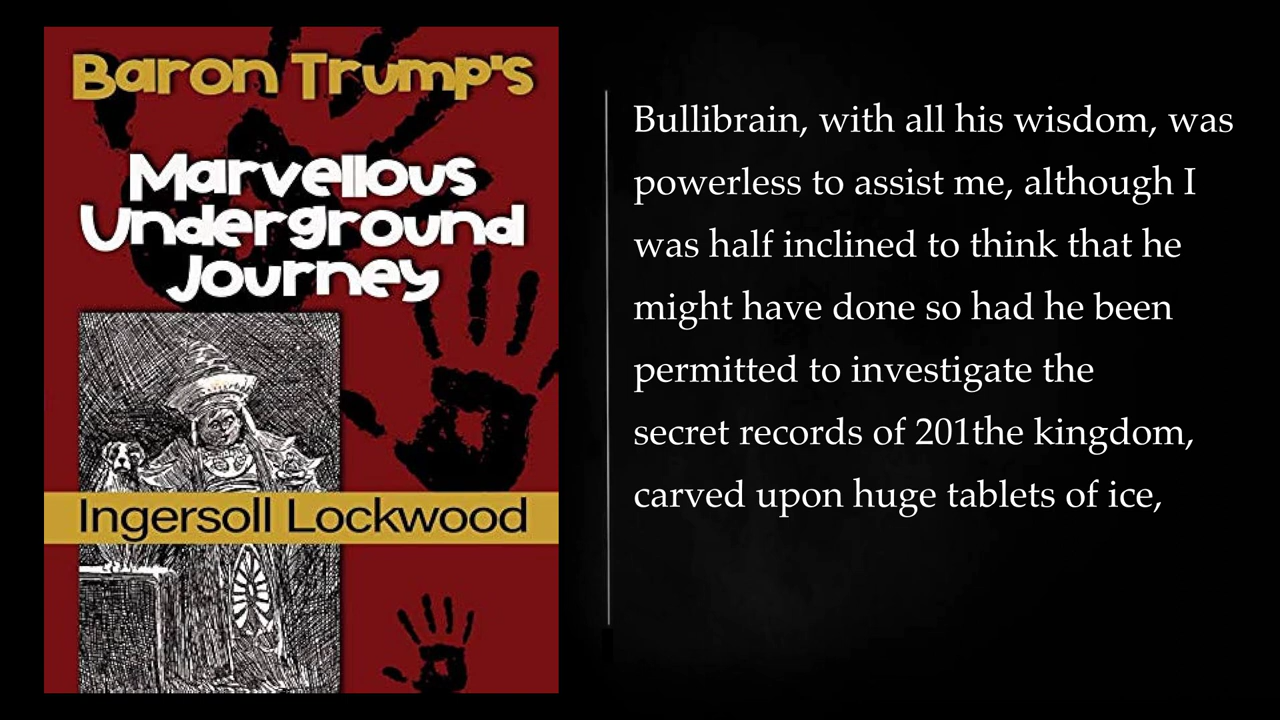 Baron Trump's
Marvellous
Underground
Journey
Ingersoll Lockwood
Bullibrain, with all his wisdom, was
powerless to assist me, although I
was half inclined to think that he
might have done so had he been
permitted to investigate the
secret records of 201the kingdom,
carved upon huge tablets of ice,